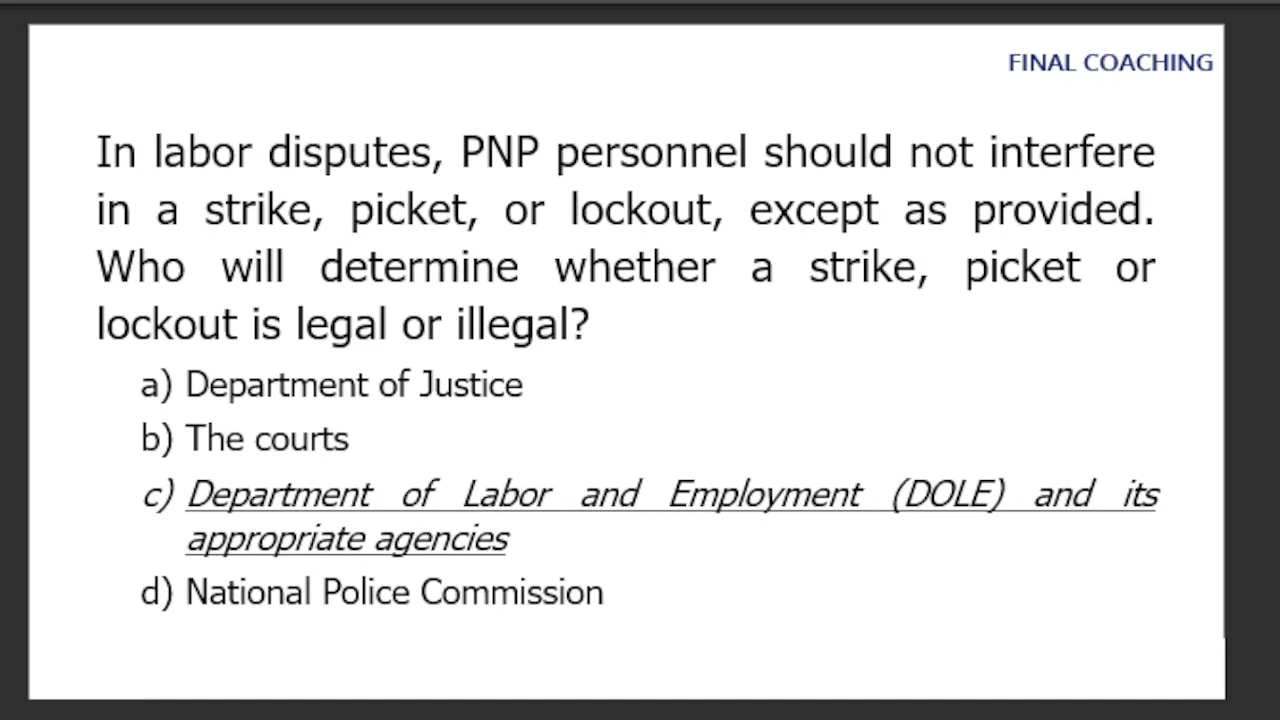 FINAL COACHING
In labor disputes, PNP personnel should not interfere
in a strike, picket, or lockout, except as provided.
Who will determine whether a strike, picket or
lockout is legal or illegal?
a) Department of Justice
b) The courts
c) Department of Labor and Employment (DOLE) and its
appropriate agencies
d) National Police Commission